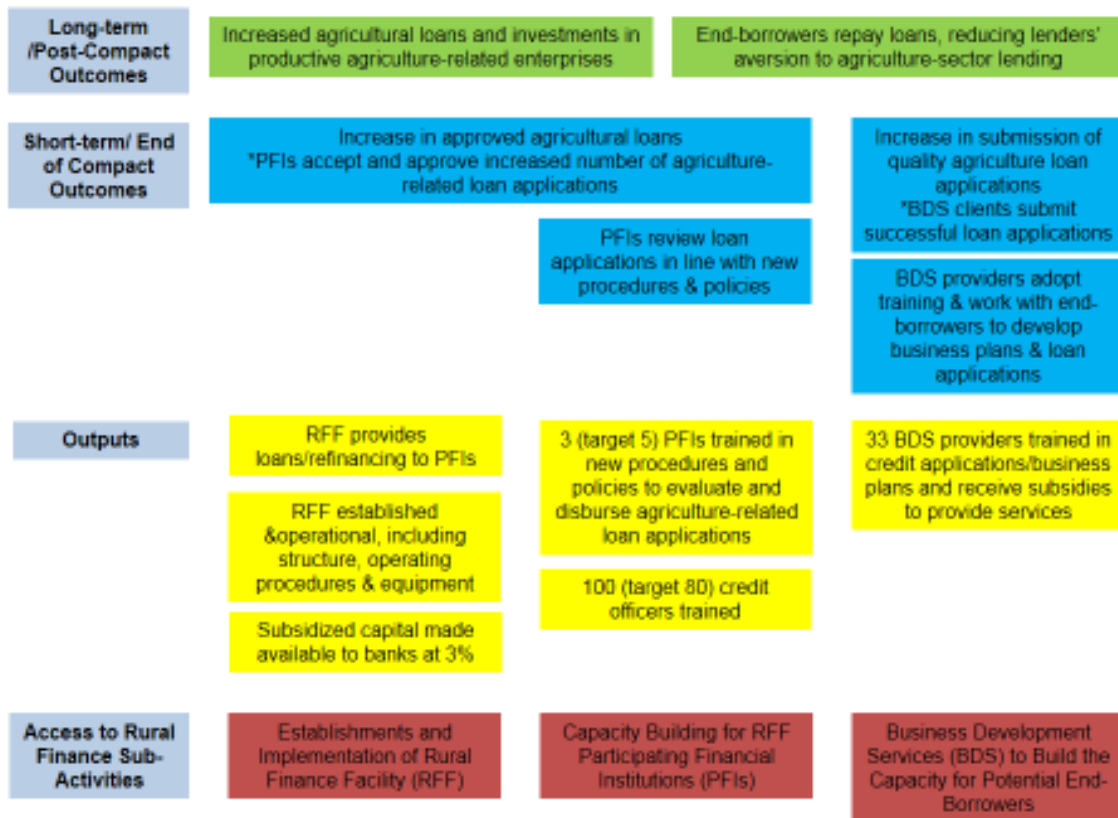 Long-term
/Post-Compact
Outcomes
Increased agricultural loans and investments in
productive agriculture-related enterprises
End-borrowers repay loans, reducing lenders'
aversion to agriculture-sector lending
Short-term/ End
of Compact
Outcomes
Increase in approved agricultural loans
*PFIs accept and approve increased number of agriculture-
related loan applications
Increase in submission of
quality agriculture loan
applications
*BDS clients submit
successful loan applications
PFIs review loan
applications in line with new
procedures & policies
BDS providers adopt
training & work with end-
borrowers to develop
business plans & loan
applications
Outputs
RFF provides
loans/refinancing to PFIs
3 (target 5) PFIs trained in
new procedures and
policies to evaluate and
disburse agriculture-related
loan applications
33 BDS providers trained in
credit applications/business
plans and receive subsidies
to provide services
RFF established
&operational, including
structure, operating
procedures & equipment
100 (target 80) credit
officers trained
Subsidized capital made
available to banks at 3%
Access to Rural
Finance Sub-
Activities
Establishments and
Implementation of Rural
Finance Facility (RFF)
Capacity Building for RFF
Participating Financial
Institutions (PFIs)
Business Development
Services (BDS) to Build the
Capacity for Potential End-
Borrowers